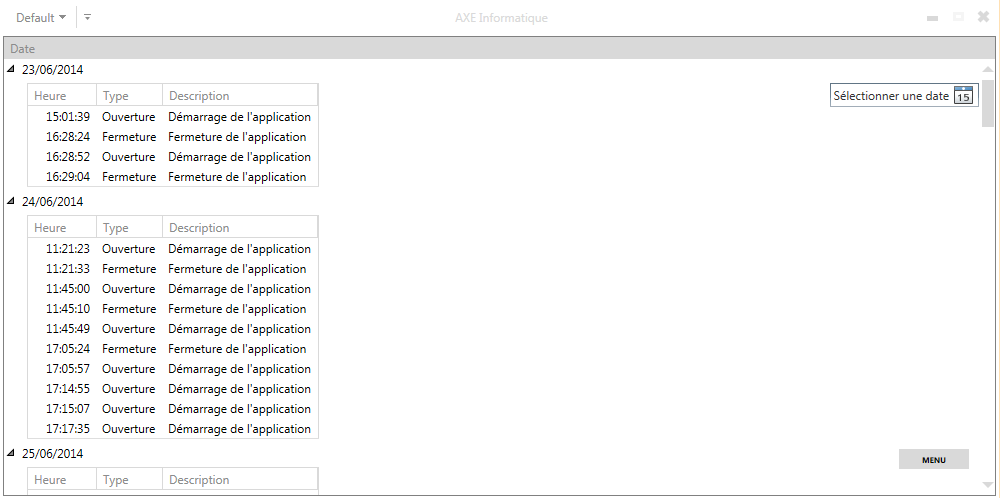 Default
AXE Informatique
Date
23/06/2014
Heure Type Description
Sélectionner une date 15
15:01:39 Ouverture Démarrage de l'application
16:28:24 Fermeture Fermeture de l'application
16:28:52 Ouverture Démarrage de l'application
16:29:04 Fermeture Fermeture de l'application
24/06/2014
Heure Type Description
11:21:23 Ouverture Démarrage de l'application
11:21:33 Fermeture Fermeture de l'application
11:45:00 Ouverture Démarrage de l'application
11:45:10 Fermeture Fermeture de l'application
11:45:49 Ouverture Démarrage de l'application
17:05:24 Fermeture Fermeture de l'application
17:05:57 Ouverture Démarrage de l'application
17:14:55 Ouverture Démarrage de l'application
17:15:07 Ouverture Démarrage de l'application
17:17:35 Ouverture Démarrage de l'application
25/06/2014
MENU
Heure Type Description